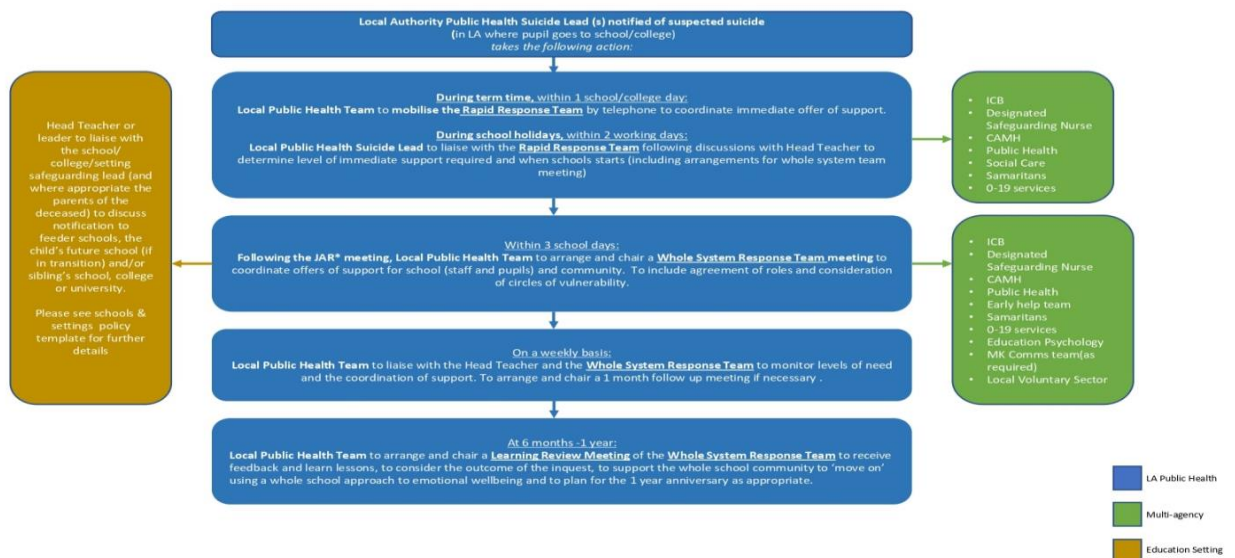 Local Authority Public Health Suicide Lead (s) notified of suspected suicide
(in LA where pupil goes to school/college)
takes the following action:
During term time, within 1 school/college day:
Local Public Health Team to mobilise the Rapid Response Team by telephone to coordinate immediate offer of support.
During school holidays, within 2 working days:
Local Public Health Suicide Lead to liaise with the Rapid Response Team following discussions with Head Teacher to
determine level of immediate support required and when schools starts (including arrangements for whole system team
meeting)
• ICB
• Designated
Safeguarding Nurse
• CAMH
• Public Health
• Social Care
• Samaritans
• 0-19 services
Head Teacher or
leader to liaise with
the school/
college/setting
safeguarding lead (and
where appropriate the
parents of the
deceased) to discuss
notification to
feeder schools, the
child's future school (if
in transition) and/or
sibling's school, college
or university.
Please see schools &
settings policy
template for further
details
Within 3 school days:
Following the JAR* meeting, Local Public Health Team to arrange and chair a Whole System Response Team meeting to
coordinate offers of support for school (staff and pupils) and community. To include agreement of roles and consideration
of circles of vulnerability.
• ICB
• Designated
Safeguarding Nurse
• CAMH
• Public Health
• Early help team
• Samaritans
• 0-19 services
• Education Psychology
• MK Comms team(as
required)
• Local Voluntary Sector
On a weekly basis:
Local Public Health Team to liaise with the Head Teacher and the Whole System Response Team to monitor levels of need
and the coordination of support. To arrange and chair a 1 month follow up meeting if necessary .
At 6 months -1 year:
Local Public Health Team to arrange and chair a Learning Review Meeting of the Whole System Response Team to receive
feedback and learn lessons, to consider the outcome of the inquest, to support the whole school community to 'move on'
using a whole school approach to emotional wellbeing and to plan for the 1 year anniversary as appropriate.
LA Public Health
Multi-agency
Education Setting